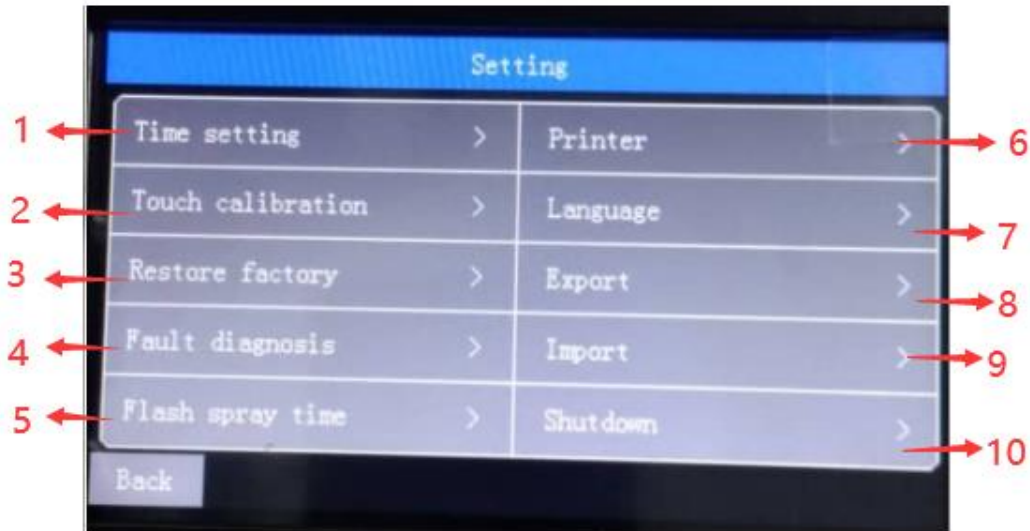 Setting
1 Time setting > Printer > 6
2 Touch calibration > Language > 7
3 Restore factory > Export > 8
4 Fault diagnosis > Import > 9
5 Flash spray time > Shutdown > 10
Back